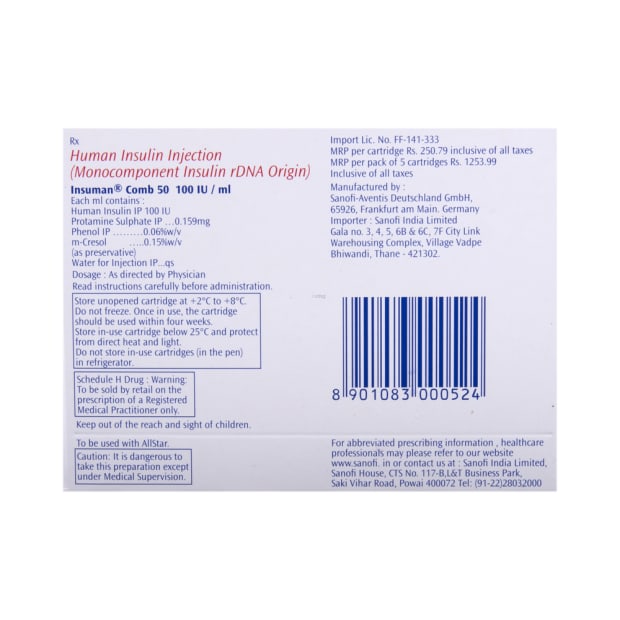 Rx
Human Insulin Injection
(Monocomponent Insulin rDNA Origin)
Insuman® Comb 50 100 IU / ml
Each ml contains :
Human Insulin IP 100 IU
Protamine Sulphate IP ...0.159mg
Phenol IP .........0.06%w/v
m-Cresol .....0.15%w/v
(as preservative)
Water for Injection IP...qs
Dosage : As directed by Physician
Read instructions carefully before administration.
Store unopened cartridge at +2°C to +8°C.
Do not freeze. Once in use, the cartridge
should be used within four weeks.
Store in-use cartridge below 25°C and protect
from direct heat and light.
Do not store in-use cartridges (in the pen)
in refrigerator.
Schedule H Drug : Warning:
To be sold by retail on the
prescription of a Registered
Medical Practitioner only.
Keep out of the reach and sight of children.
To be used with AllStar.
Caution: It is dangerous to
take this preparation except
under Medical Supervision.
Import Lic. No. FF-141-333
MRP per cartridge Rs. 250.79 inclusive of all taxes
MRP per pack of 5 cartridges Rs. 1253.99
Inclusive of all taxes
Manufactured by :
Sanofi-Aventis Deutschland GmbH,
65926, Frankfurt am Main. Germany
Importer : Sanofi India Limited
Gala no. 3, 4, 5, 6B & 6C, 7F City Link
Warehousing Complex, Village Vadpe
Bhiwandi, Thane - 421302.
8 901083 000524
For abbreviated prescribing information , healthcare
professionals may please refer to our website
www.sanofi. in or contact us at : Sanofi India Limited,
Sanofi House, CTS No. 117-B,L&T Business Park,
Saki Vihar Road, Powai 400072 Tel: (91-22)28032000